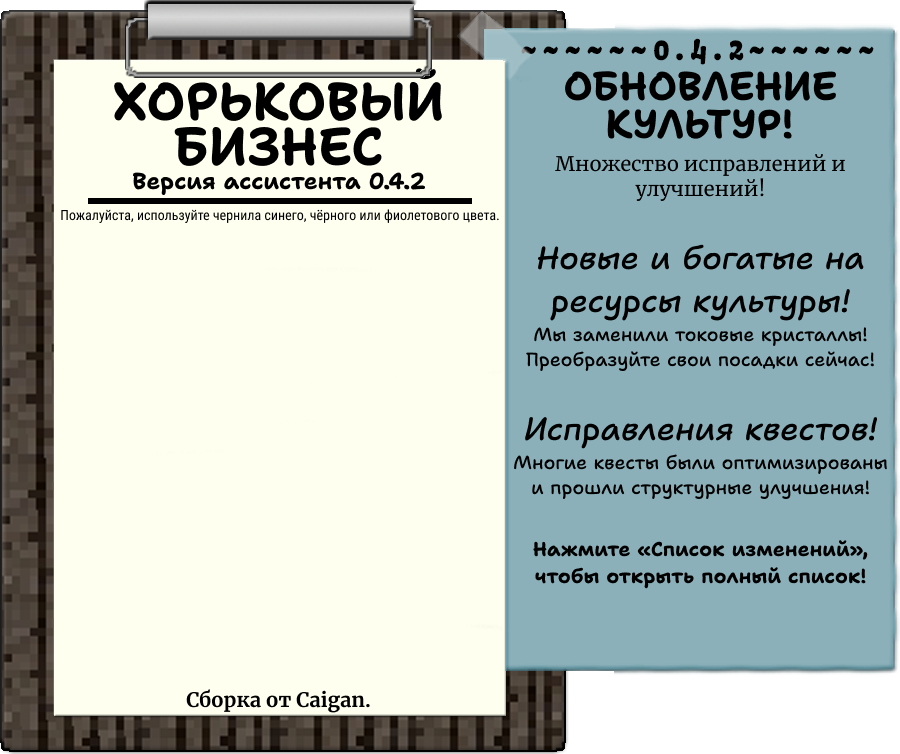 ХОРЬКОВЫЙ
БИЗНЕС
Версия ассистента 0.4.2
Пожалуйста, используйте чернила синего, чёрного или фиолетового цвета.
Сборка от Caigan.
~~~~~~0.4.2~~~~~~
ОБНОВЛЕНИЕ
КУЛЬТУР!
Множество исправлений и
улучшений!
Новые и богатые на
ресурсы культуры!
Мы заменили токовые кристаллы!
Преобразуйте свои посадки сейчас!
Исправления квестов!
Многие квесты были оптимизированы
и прошли структурные улучшения!
Нажмите «Список изменений»,
чтобы открыть полный список!